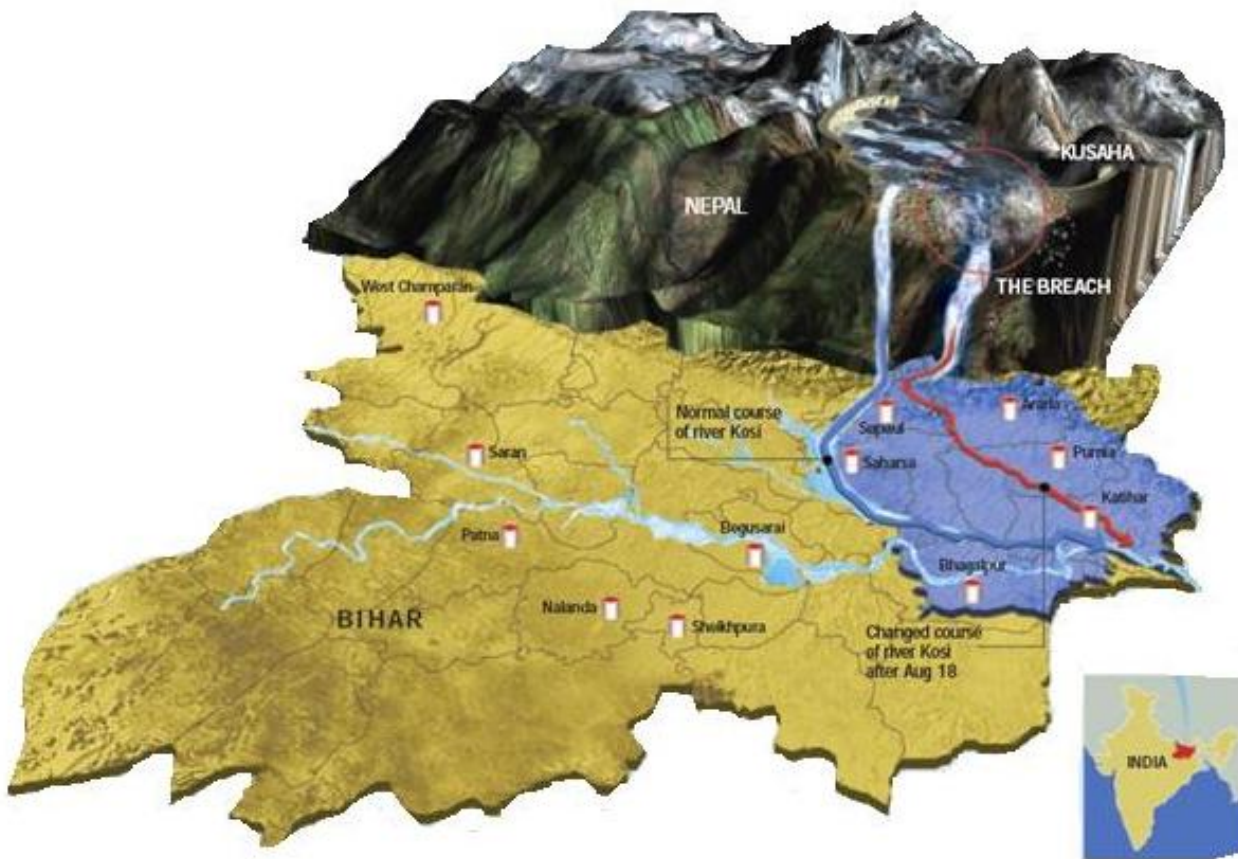 KUSAHA
NEPAL
THE BREACH
West Champaran
Normal course
of river Kosi
Supaul
Araria
Saran
Saharsa
Purnia
Katihar
Patna
Begusarai
Bhagalpur
Nalanda
BIHAR
Sheikhpura
Changed course
of river Kosi
after Aug 18
INDIA